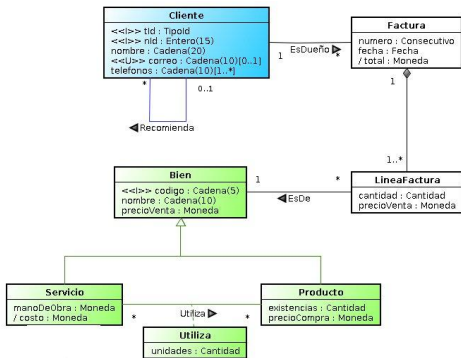 Cliente
<<I>> tId : TipoId
<<I>> nId : Entero(15)
nombre : Cadena(20)
<<U>> correo : Cadena(10)[0..1]
telefonos : Cadena(10)[1..*]
Factura
numero : Consecutivo
fecha : Fecha
/ total : Moneda
EsDueño
1
*
*
0..1
Recomienda
1
1..*
Bien
<<I>> codigo : Cadena(5)
nombre : Cadena(10)
precioVenta : Moneda
1
*
EsDe
LineaFactura
cantidad : Cantidad
precioVenta : Moneda
Servicio
manoDeObra : Moneda
/ costo : Moneda
*
Utiliza
*
Producto
existencias : Cantidad
precioCompra : Moneda
Utiliza
unidades : Cantidad